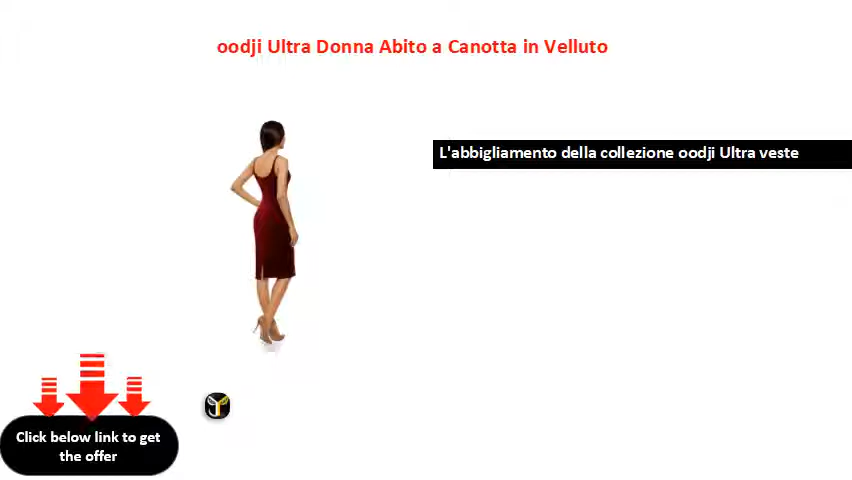 oodji Ultra Donna Abito a Canotta in Velluto
L'abbigliamento della collezione oodji Ultra veste
Click below link to get
the offer